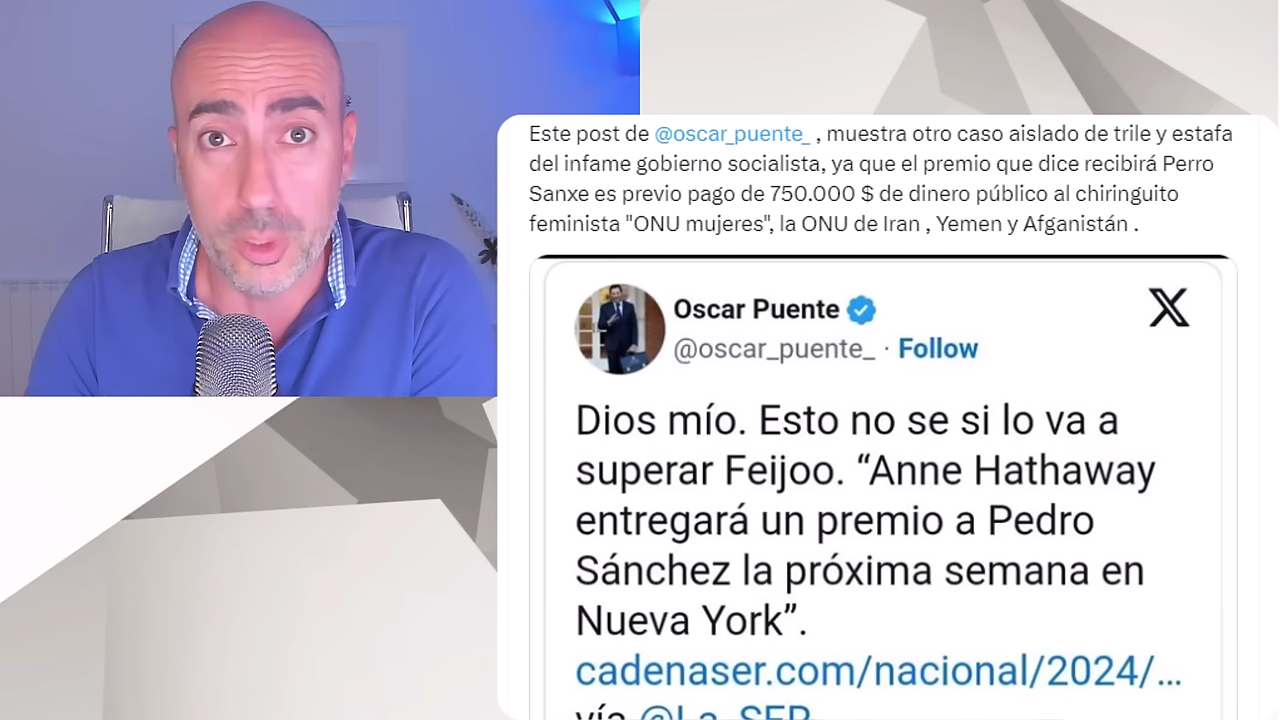 Este post de @oscar_puente_ , muestra otro caso aislado de trile y estafa
del infame gobierno socialista, ya que el premio que dice recibirá Perro
Sanxe es previo pago de 750.000 $ de dinero público al chiringuito
feminista "ONU mujeres", la ONU de Iran , Yemen y Afganistán .
Oscar Puente
@oscar_puente_ · Follow
Dios mío. Esto no se si lo va a
superar Feijoo. “Anne Hathaway
entregará un premio a Pedro
Sánchez la próxima semana en
Nueva York”.
cadenaser.com/nacional/2024/…
vía @La_SER